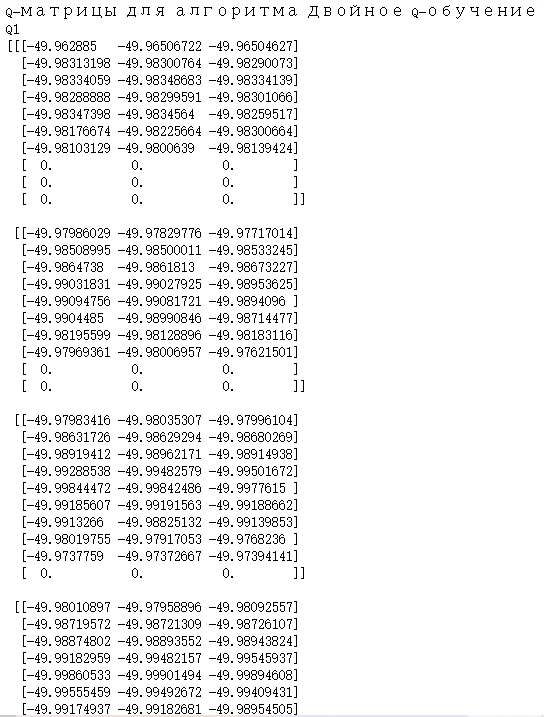 Q-матрицы для алгоритма Двойное Q-обучение
Q1
[[[-49.962885   -49.96506722 -49.96504627]
  [-49.98313198 -49.98300764 -49.98290073]
  [-49.98334059 -49.98348683 -49.98334139]
  [-49.98288888 -49.98299591 -49.98301066]
  [-49.98347398 -49.9834564  -49.98259517]
  [-49.98176674 -49.98225664 -49.98300664]
  [-49.98103129 -49.9800639  -49.98139424]
  [  0.           0.           0.        ]
  [  0.           0.           0.        ]
  [  0.           0.           0.        ]]
 [[-49.97986029 -49.97829776 -49.97717014]
  [-49.98508995 -49.98500011 -49.98533245]
  [-49.9864738  -49.9861813  -49.98673227]
  [-49.99031831 -49.99027925 -49.98953625]
  [-49.99094756 -49.99081721 -49.9894096 ]
  [-49.9904485  -49.98990846 -49.98714477]
  [-49.98195599 -49.98128896 -49.98183116]
  [-49.97969361 -49.98006957 -49.97621501]
  [  0.           0.           0.        ]
  [  0.           0.           0.        ]]
 [[-49.97983416 -49.98035307 -49.97996104]
  [-49.98631726 -49.98629294 -49.98680269]
  [-49.98919412 -49.98962171 -49.98914938]
  [-49.99288538 -49.99482579 -49.99501672]
  [-49.99844472 -49.99842486 -49.9977615 ]
  [-49.99185607 -49.99191563 -49.99188662]
  [-49.9913266  -49.98825132 -49.99139853]
  [-49.98019755 -49.97917053 -49.9768236 ]
  [-49.9737759  -49.97372667 -49.97394141]
  [  0.           0.           0.        ]]
 [[-49.98010897 -49.97958896 -49.98092557]
  [-49.98719572 -49.98721309 -49.98726107]
  [-49.98874802 -49.98893552 -49.98943824]
  [-49.99182959 -49.99482157 -49.99545937]
  [-49.99860533 -49.99901494 -49.99894608]
  [-49.99555459 -49.99492672 -49.99409431]
  [-49.99174937 -49.99182681 -49.98954505]